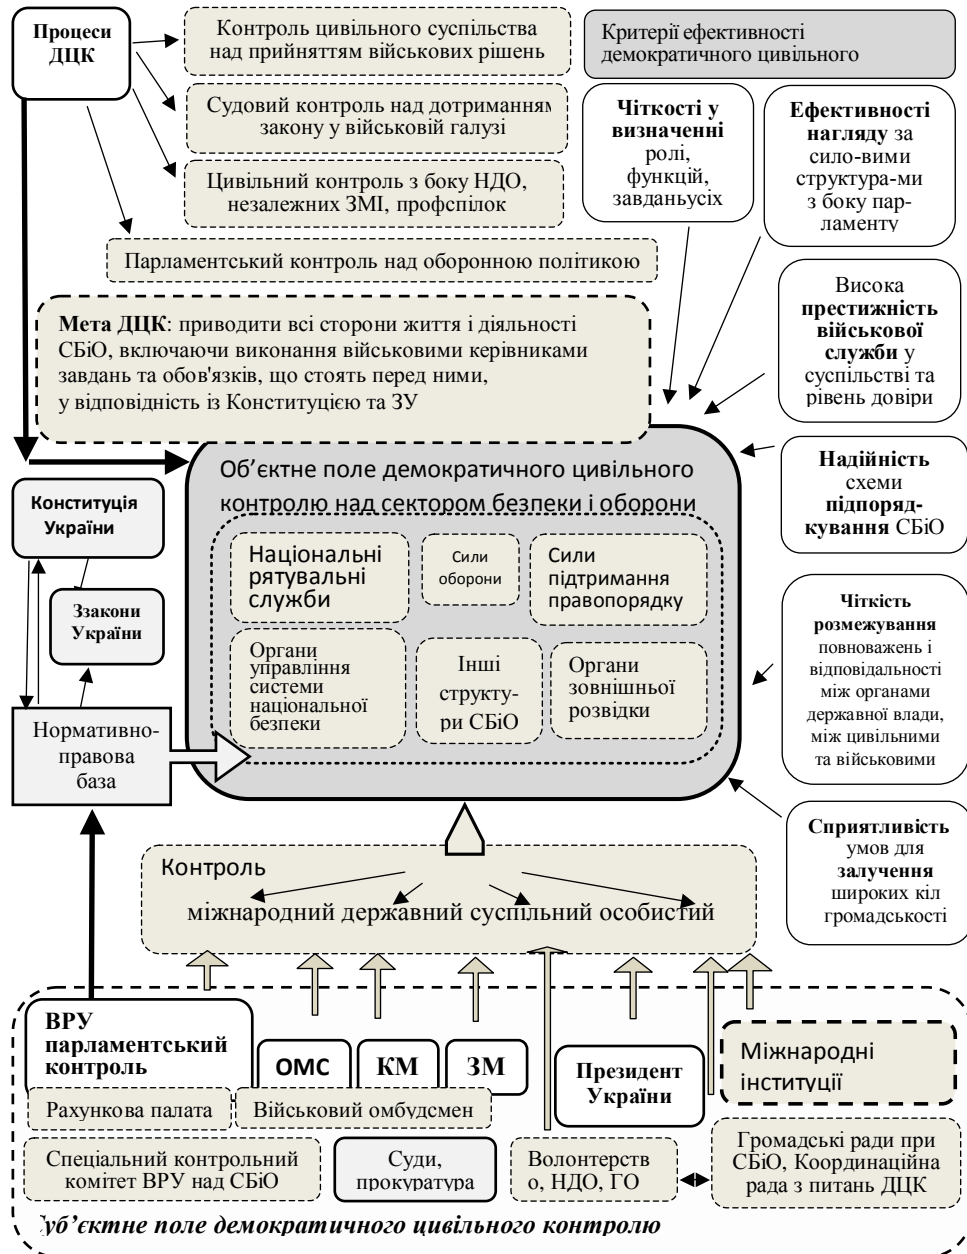 Процеси
ДЦК
Контроль цивільного суспільства
над прийняттям військових рішень
Судовий контроль над дотриманням
закону у військовій галузі
Цивільний контроль з боку НДО,
незалежних ЗМІ, профспілок
Парламентський контроль над оборонною політикою
Критерії ефективності
демократичного цивільного
Чіткості у
визначенні
ролі,
функцій,
завданьусіх
Ефективності
нагляду за
сило-вими
структура-ми
з боку пар-
ламенту
Висока
престижність
військової
служби у
суспільстві та
рівень довіри
Надійність
схеми
підпоряд-
кування СБіО
Чіткість
розмежування
повноважень і
відповідальності
між органами
державної влади,
між цивільними
та військовими
Сприятливість
умов для
залучення
широких кіл
громадськості
Мета ДЦК: приводити всі сторони життя і діяльності
СБіО, включаючи виконання військовими керівниками
завдань та обов'язків, що стоять перед ними,
у відповідність із Конституцією та ЗУ
Об’єктне поле демократичного цивільного
контролю над сектором безпеки і оборони
Національні
рятувальні
служби
Сили
оборони
Сили
підтримання
правопорядку
Органи
управління
системи
національної
безпеки
Інші
структу-
ри СБіО
Органи
зовнішньої
розвідки
Конституція
України
Ззакони
України
Нормативно-
правова
база
Контроль
міжнародний державний суспільний особистий
ВРУ
парламентський
контроль
ОМС
КМ
ЗМ
Президент
України
Міжнародні
інституції
Рахункова палата
Військовий омбудсмен
Спеціальний контрольний
комітет ВРУ над СБіО
Суди,
прокуратура
Волонтерств
о, НДО, ГО
Громадські ради при
СБіО, Координаційна
рада з питань ДЦК
уб’єктне поле демократичного цивільного контролю